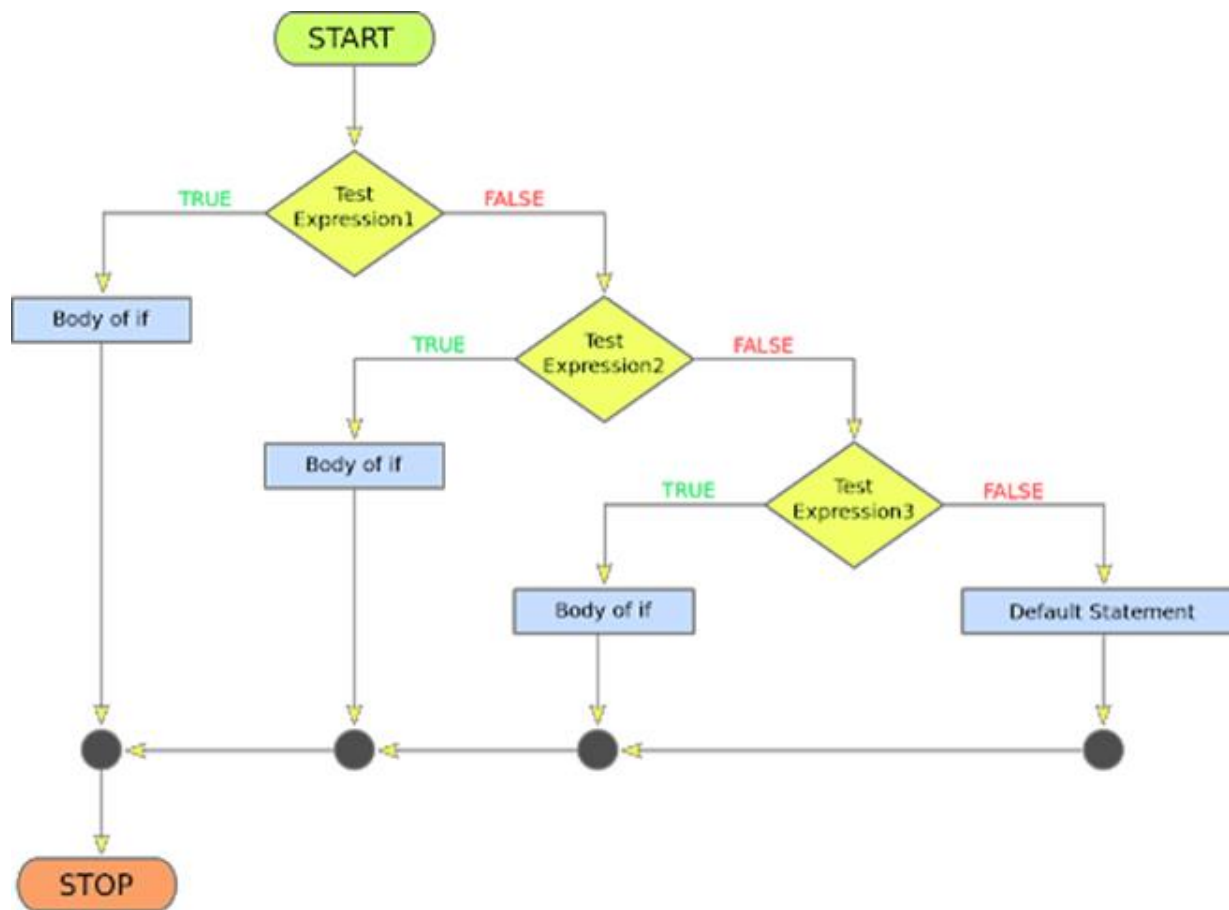 START
TRUE
Test
Expression1
FALSE
Body of if
TRUE
Test
Expression2
FALSE
Body of if
TRUE
Test
Expression3
FALSE
Body of if
Default Statement
STOP